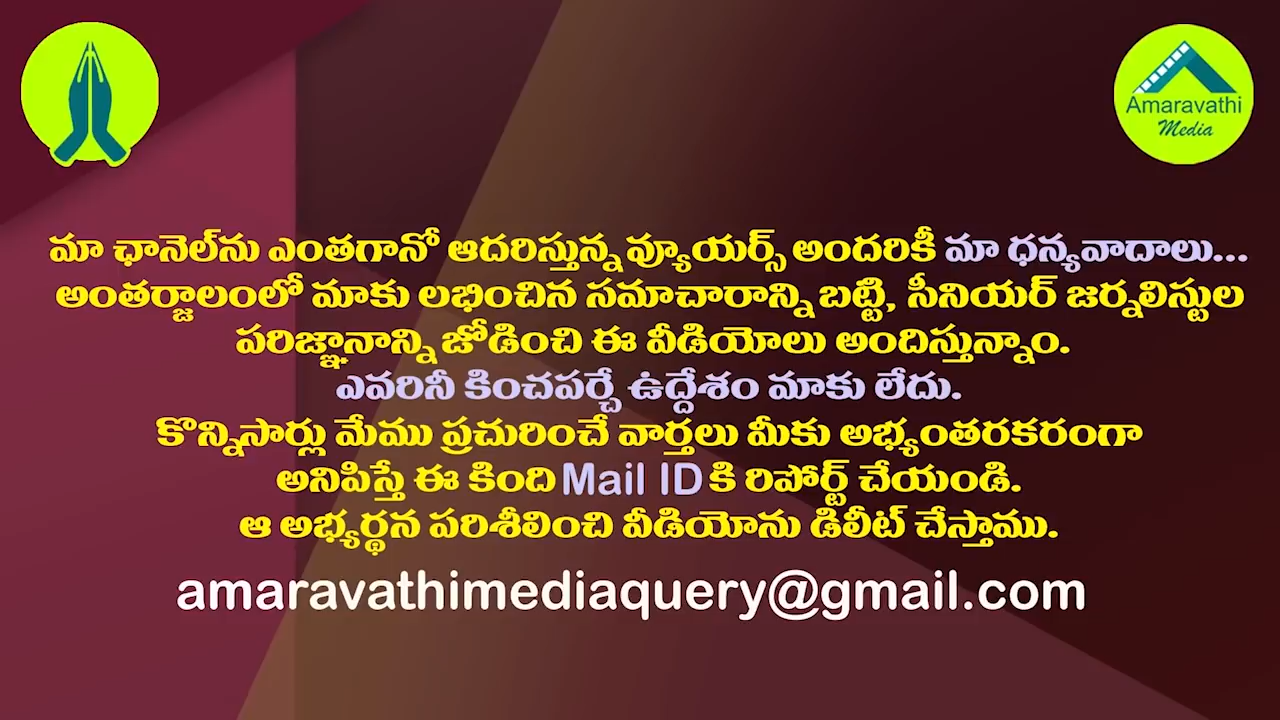 Amaravathi
Media
మా ఛానెల్‌ను ఎంతగానో ఆదరిస్తున్న వ్యూయర్స్ అందరికీ మా ధన్యవాదాలు...
అంతర్జాలంలో మాకు లభించిన సమాచారాన్ని బట్టి, సీనియర్ జర్నలిస్టుల
పరిజ్ఞానాన్ని జోడించి ఈ వీడియోలు అందిస్తున్నాం.
ఎవరినీ కించపర్చే ఉద్దేశం మాకు లేదు.
కొన్నిసార్లు మేము ప్రచురించే వార్తలు మీకు అభ్యంతరకరంగా
అనిపిస్తే ఈ కింది Mail ID కి రిపోర్ట్ చేయండి.
ఆ అభ్యర్థన పరిశీలించి వీడియోను డిలీట్ చేస్తాము.
amaravathimediaquery@gmail.com